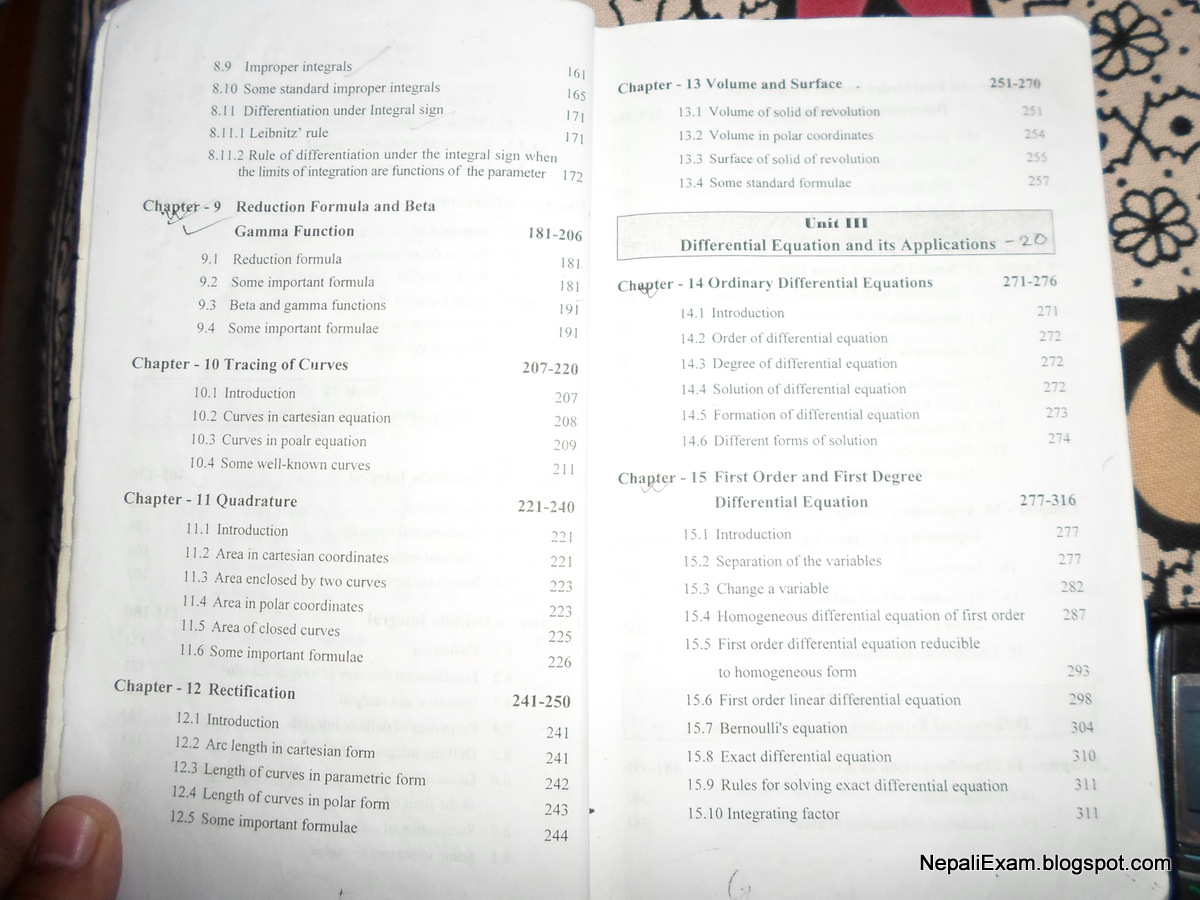 8.9 Improper integrals 161
8.10 Some standard improper integrals 165
8.11 Differentiation under Integral sign 171
8.11.1 Leibnitz' rule 171
8.11.2 Rule of differentiation under the integral sign when
the limits of integration are functions of the parameter 172
Chapter - 9 Reduction Formula and Beta
Gamma Function 181-206
9.1 Reduction formula 181
9.2 Some important formula 181
9.3 Beta and gamma functions 191
9.4 Some important formulae 191
Chapter - 10 Tracing of Curves 207-220
10.1 Introduction 207
10.2 Curves in cartesian equation 208
10.3 Curves in poalr equation 209
10.4 Some well-known curves 211
Chapter - 11 Quadrature 221-240
11.1 Introduction 221
11.2 Area in cartesian coordinates 221
11.3 Area enclosed by two curves 223
11.4 Area in polar coordinates 223
11.5 Area of closed curves 225
11.6 Some important formulae 226
Chapter - 12 Rectification 241-250
12.1 Introduction 241
12.2 Arc length in cartesian form 241
12.3 Length of curves in parametric form 242
12.4 Length of curves in polar form 243
12.5 Some important formulae 244
Chapter - 13 Volume and Surface 251-270
13.1 Volume of solid of revolution 251
13.2 Volume in polar coordinates 254
13.3 Surface of solid of revolution 255
13.4 Some standard formulae 257
Unit III
Differential Equation and its Applications - 20
Chapter - 14 Ordinary Differential Equations 271-276
14.1 Introduction 271
14.2 Order of differential equation 272
14.3 Degree of differential equation 272
14.4 Solution of differential equation 272
14.5 Formation of differential equation 273
14.6 Different forms of solution 274
Chapter - 15 First Order and First Degree
Differential Equation 277-316
15.1 Introduction 277
15.2 Separation of the variables 277
15.3 Change a variable 282
15.4 Homogeneous differential equation of first order 287
15.5 First order differential equation reducible
to homogeneous form 293
15.6 First order linear differential equation 298
15.7 Bernoulli's equation 304
15.8 Exact differential equation 310
15.9 Rules for solving exact differential equation 311
15.10 Integrating factor 311
NepaliExam.blogspot.com